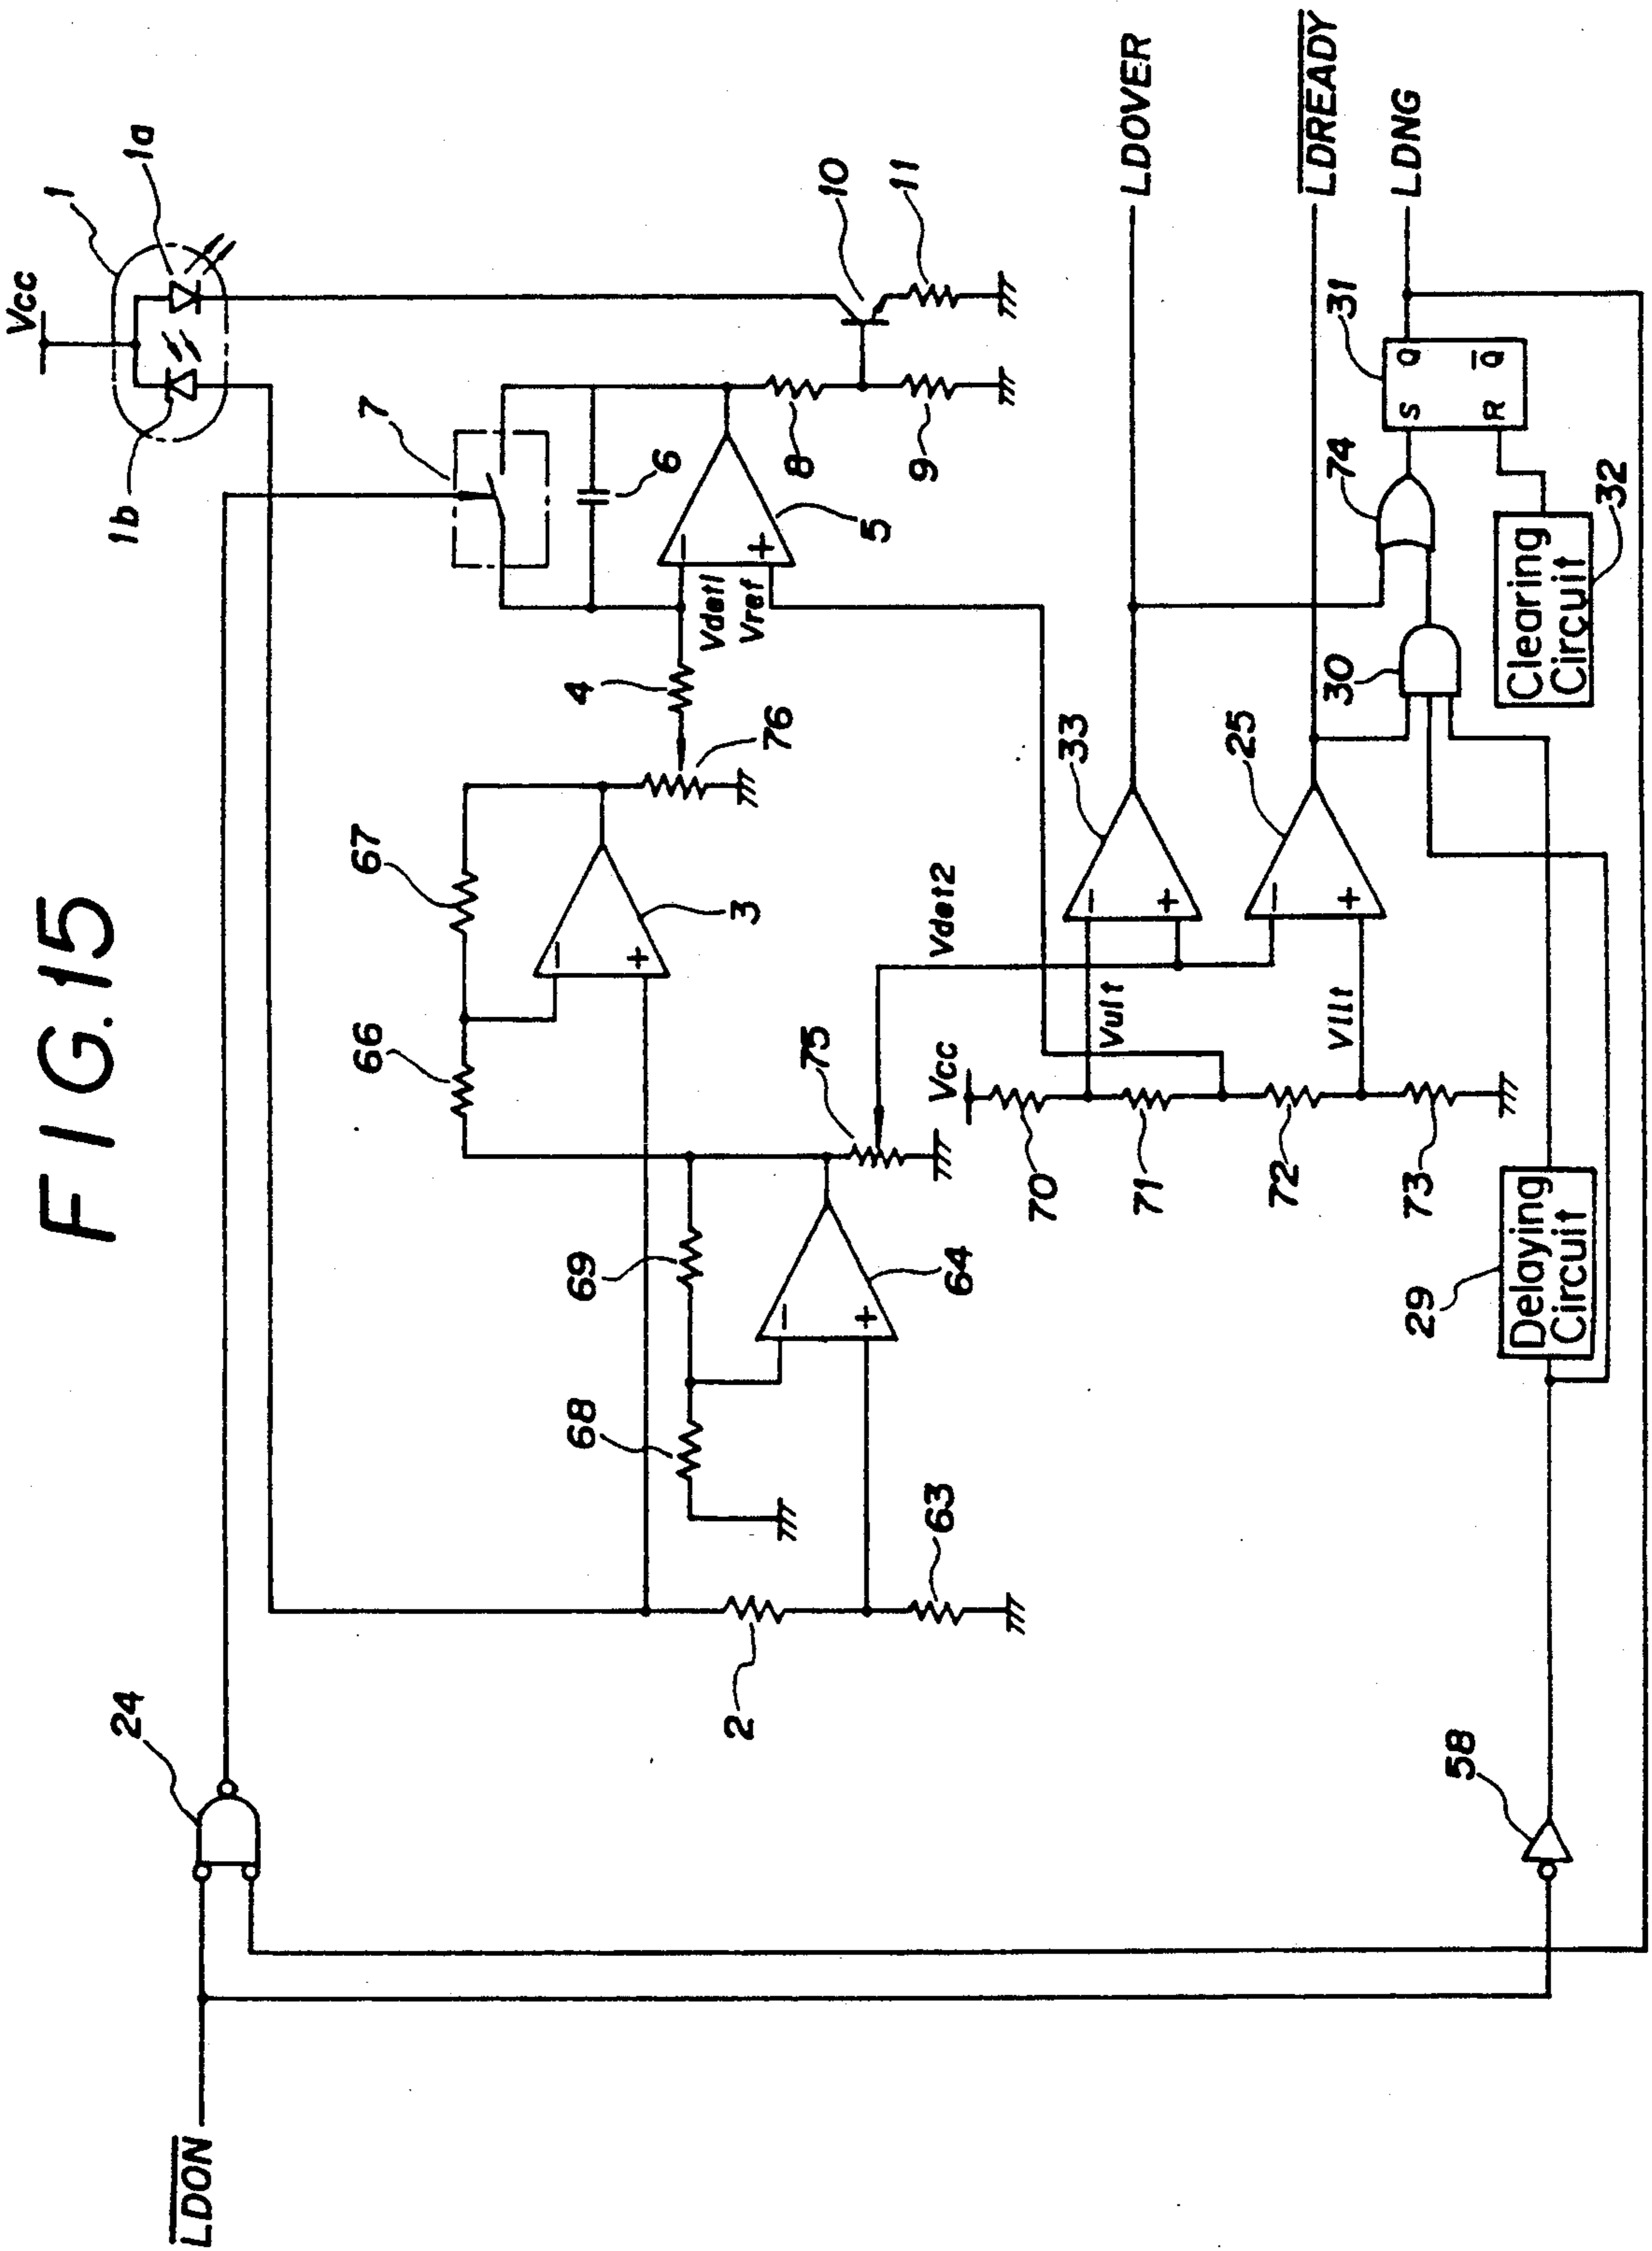 FIG.15
Vcc
1
1a
1b
7
6
5
Vdet1
Vref
4
76
67
66
3
8
9
10
11
24
LDON
2
63
68
69
64
75
Vdet2
Vcc
70
71
72
73
Vult
Vllt
33
25
LDOVER
LDREADY
LDNG
31
S
Q
R
Q
74
30
Clearing
Circuit
32
29
Delaying
Circuit
58